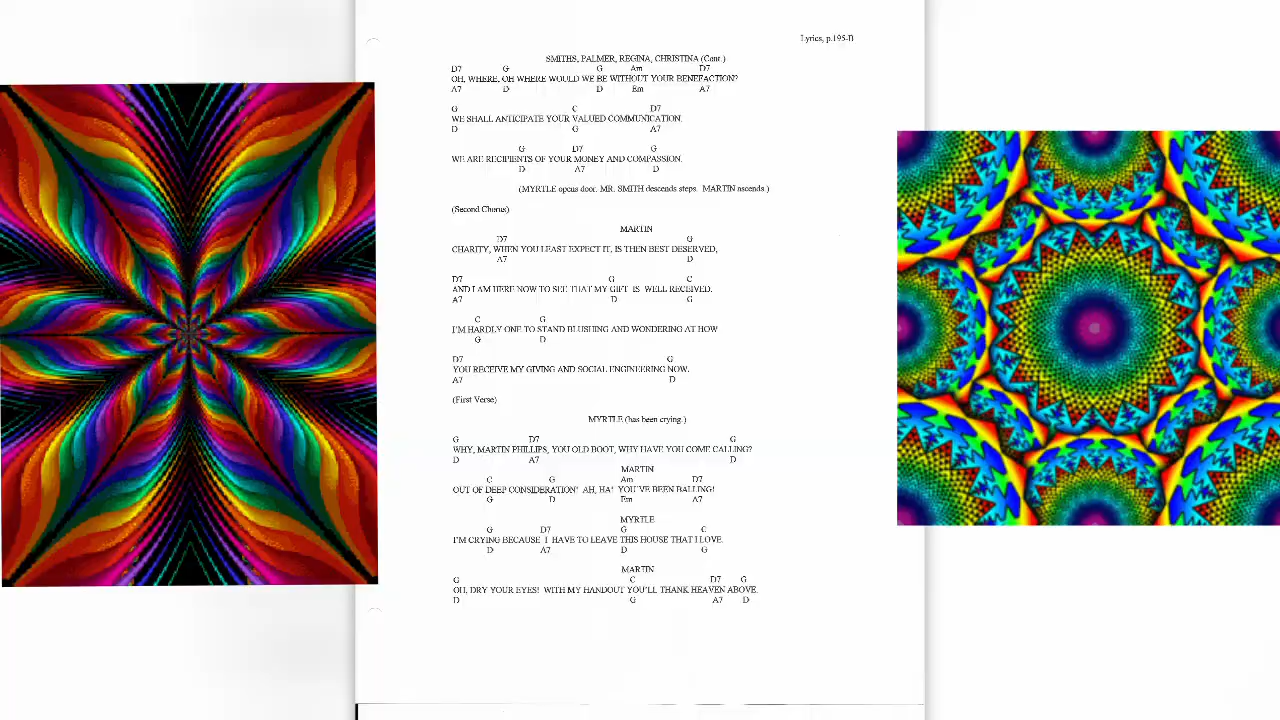 Lyrics, p.195-B
SMITHS, PALMER, REGINA, CHRISTINA (Cont.)
D7 G G Am D7
OH, WHERE, OH WHERE WOULD WE BE WITHOUT YOUR BENEFACTION?
A7 D D Em A7
G C D7
WE SHALL ANTICIPATE YOUR VALUED COMMUNICATION.
D G A7
G D7 G
WE ARE RECIPIENTS OF YOUR MONEY AND COMPASSION.
D A7 D
(MYRTLE opens door. MR. SMITH descends steps. MARTIN ascends.)
(Second Chorus)
MARTIN
D7 G
CHARITY, WHEN YOU LEAST EXPECT IT, IS THEN BEST DESERVED,
A7 D
D7 G C
AND I AM HERE NOW TO SEE THAT MY GIFT IS WELL RECEIVED.
A7 D G
C G
I'M HARDLY ONE TO STAND BLUSHING AND WONDERING AT HOW
G D
D7 G
YOU RECEIVE MY GIVING AND SOCIAL ENGINEERING NOW.
A7 D
(First Verse)
MYRTLE (has been crying.)
G D7 G
WHY, MARTIN PHILLIPS, YOU OLD BOOT, WHY HAVE YOU COME CALLING?
D A7 D
MARTIN
C G Am D7
OUT OF DEEP CONSIDERATION! AH, HA! YOU'VE BEEN BALLING!
G D Em A7
MYRTLE
G D7 G C
I'M CRYING BECAUSE I HAVE TO LEAVE THIS HOUSE THAT I LOVE.
D A7 D G
MARTIN
G C D7 G
OH, DRY YOUR EYES! WITH MY HANDOUT YOU'LL THANK HEAVEN ABOVE.
D G A7 D